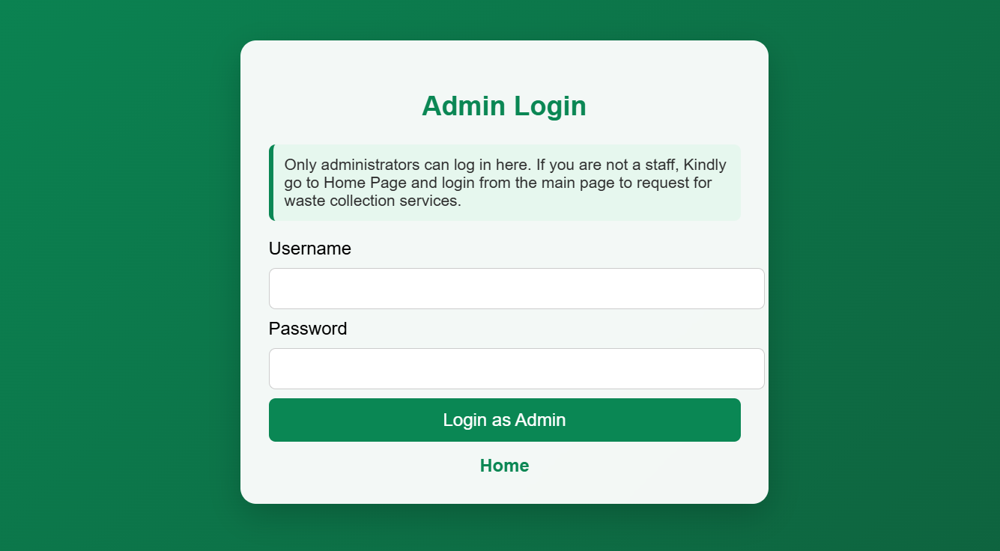 Admin Login
Only administrators can log in here. If you are not a staff, Kindly
go to Home Page and login from the main page to request for
waste collection services.
Username
Password
Login as Admin
Home